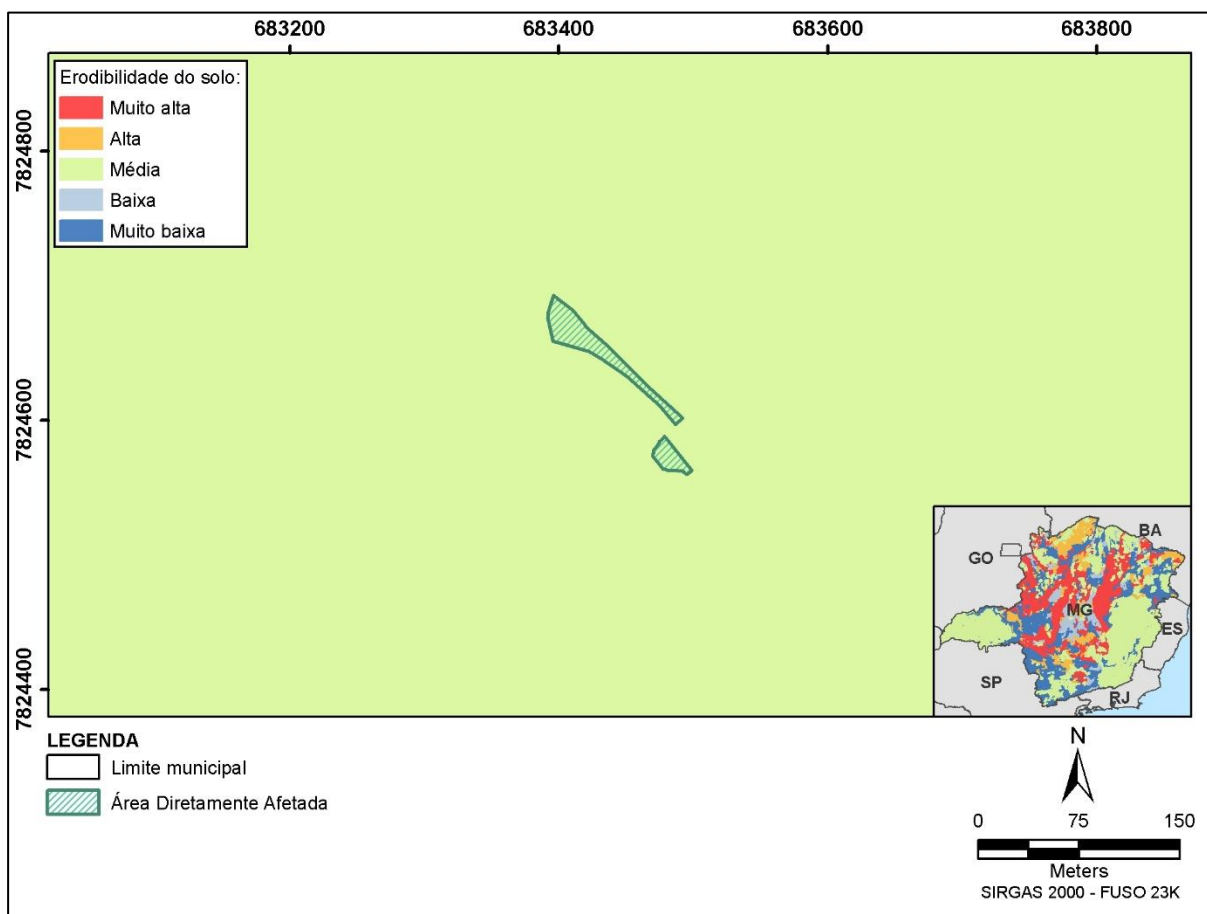 683200
683400
683600
683800
7824800
7824600
7824400
Erodibilidade do solo:
Muito alta
Alta
Média
Baixa
Muito baixa
BA
GO
MG
ES
SP
RJ
LEGENDA
Limite municipal
Área Diretamente Afetada
N
0 75 150
Meters
SIRGAS 2000 - FUSO 23K